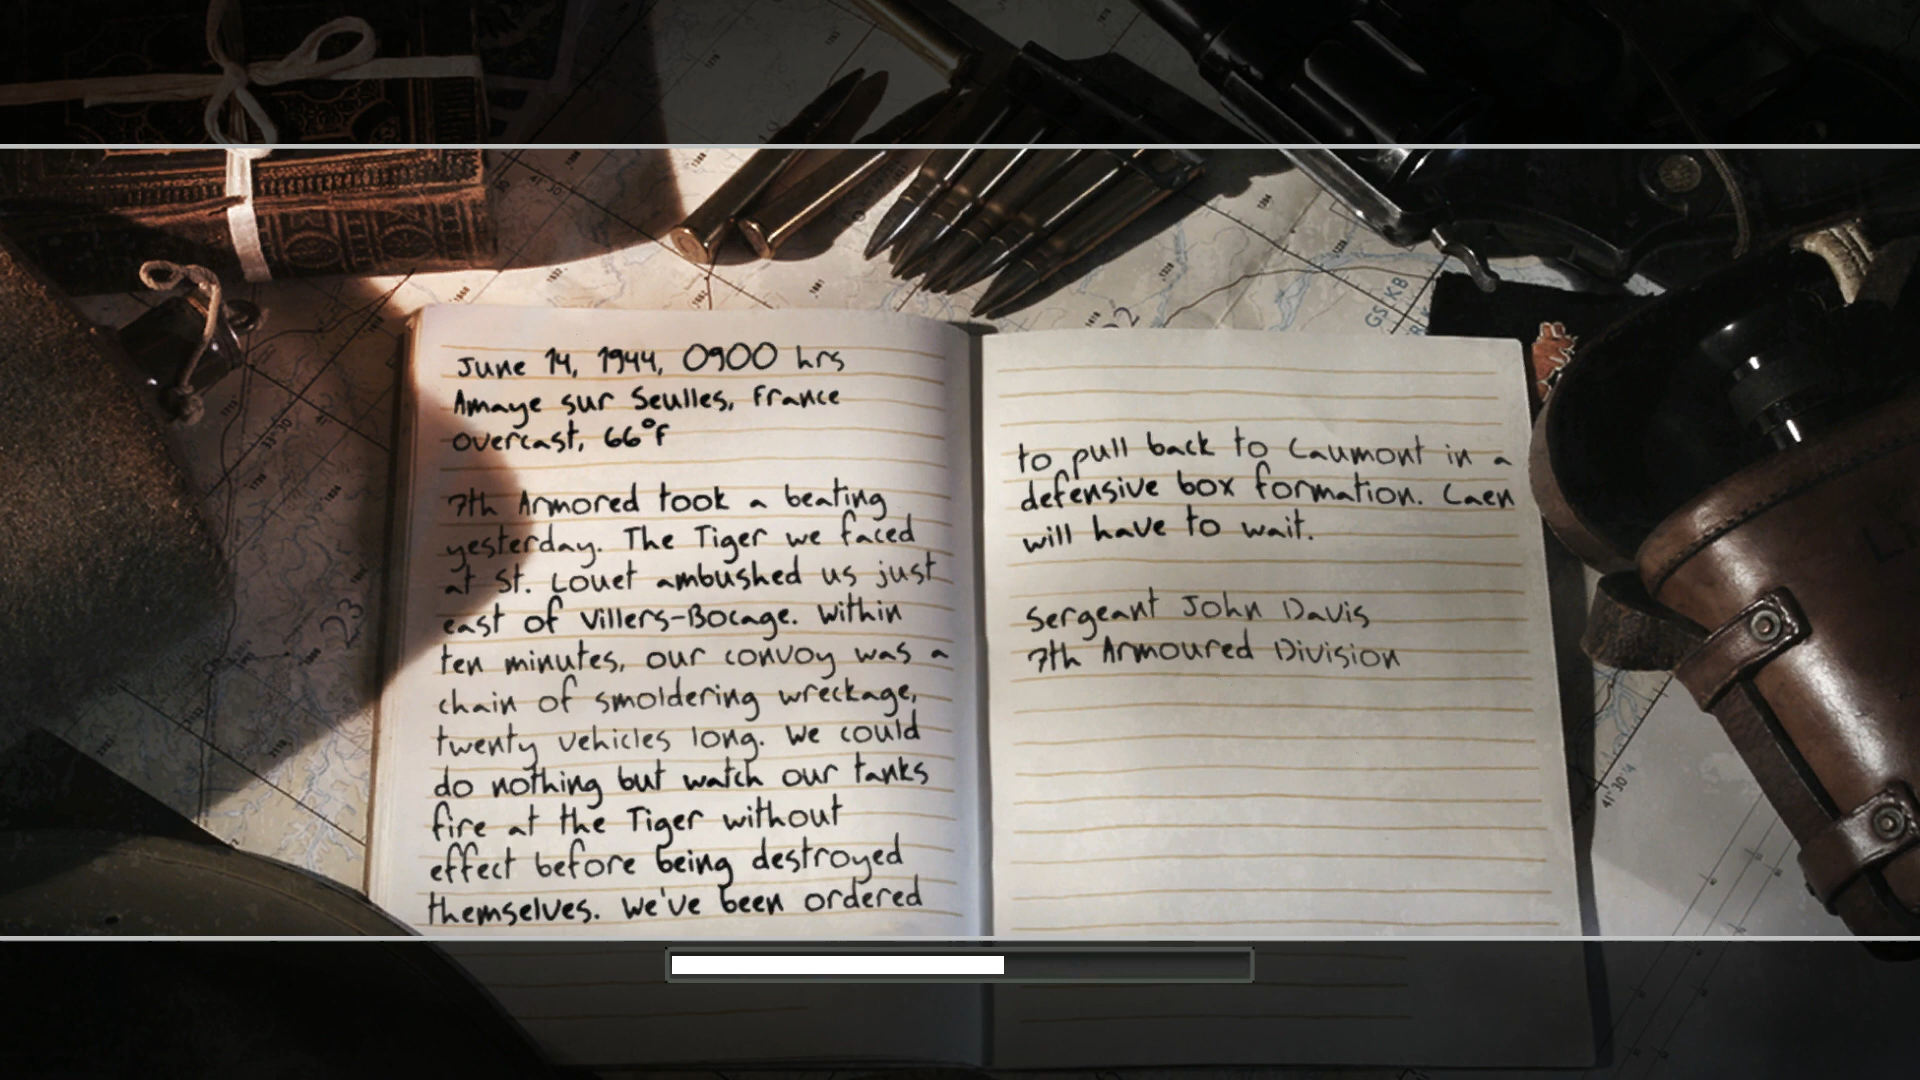 June 14, 1944, 0900 hrs
Amaye sur Seulles, France
Overcast, 66°F
7th Armored took a beating
yesterday. The Tiger we faced
at St. Louet ambushed us just
east of Villers-Bocage. Within
ten minutes, our convoy was a
chain of smoldering wreckage,
twenty vehicles long. We could
do nothing but watch our tanks
fire at the Tiger without
effect before being destroyed
themselves. We've been ordered
to pull back to Caumont in a
defensive box formation. Caen
will have to wait.
Sergeant John Davis
7th Armoured Division
GSKB
23